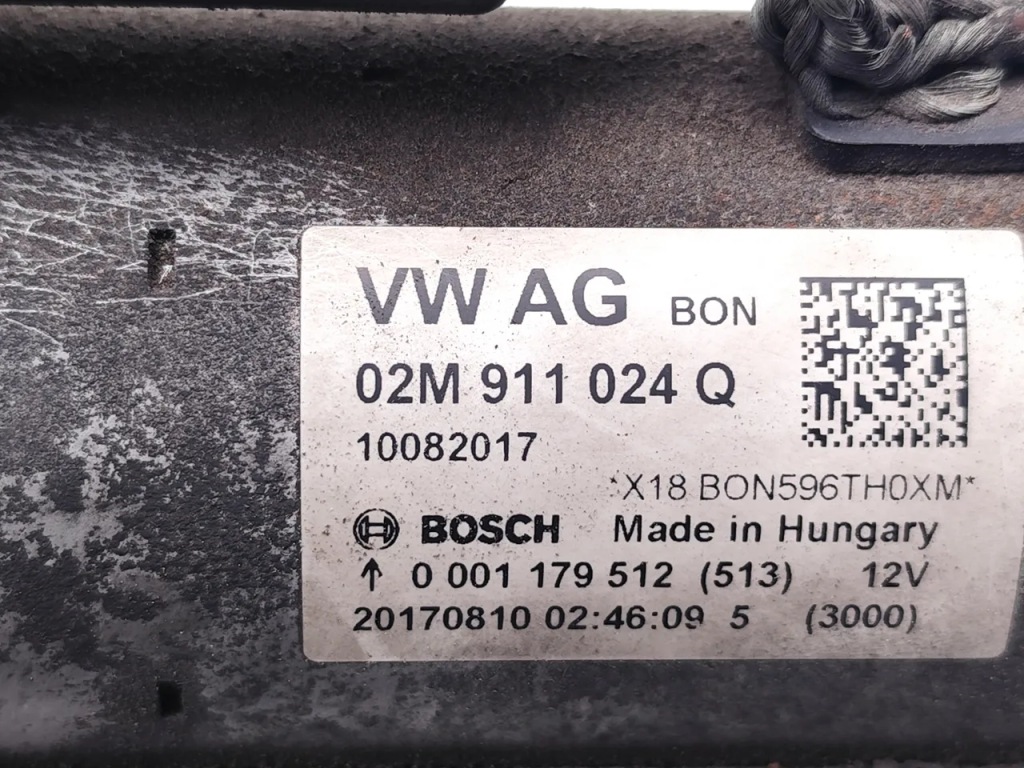 VW AG BON
02M 911 024 Q
10082017
*X18 BON596TH0XM*
BOSCH Made in Hungary
↑ 0 001 179 512 (513) 12V
20170810 02:46:09 5 (3000)